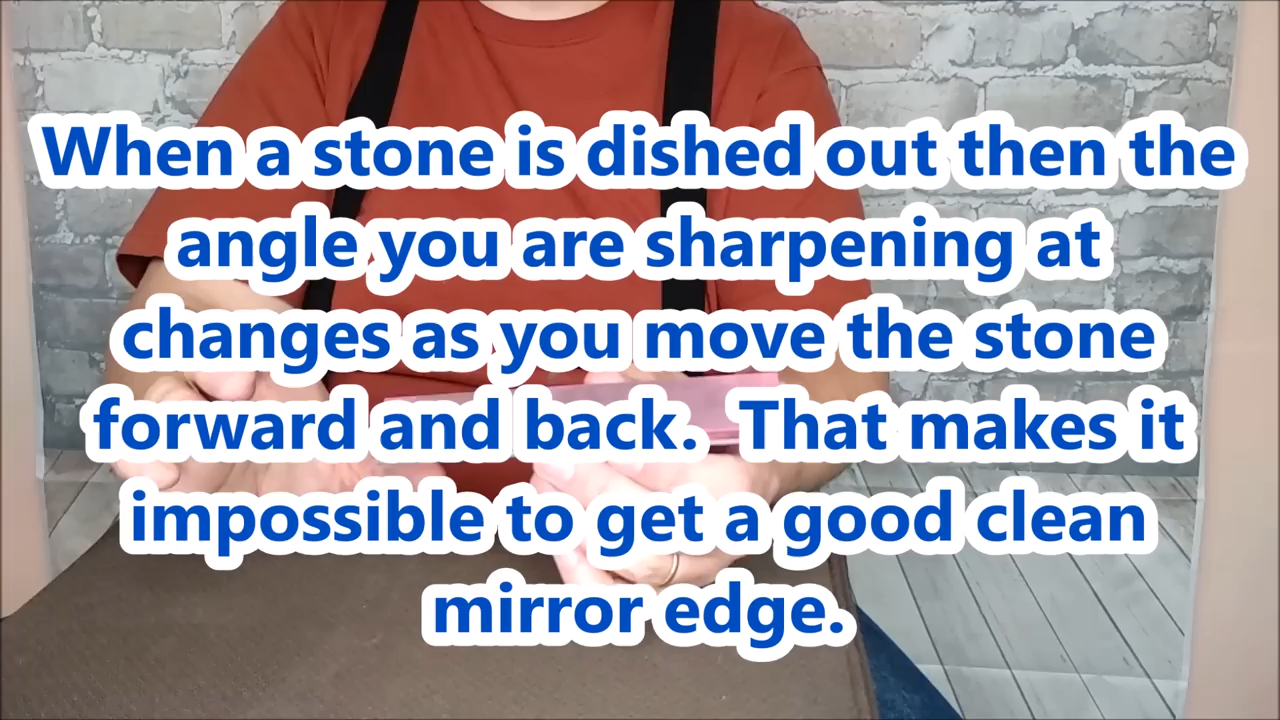 When a stone is dished out then the
angle you are sharpening at
changes as you move the stone
forward and back.  That makes it
impossible to get a good clean
mirror edge.